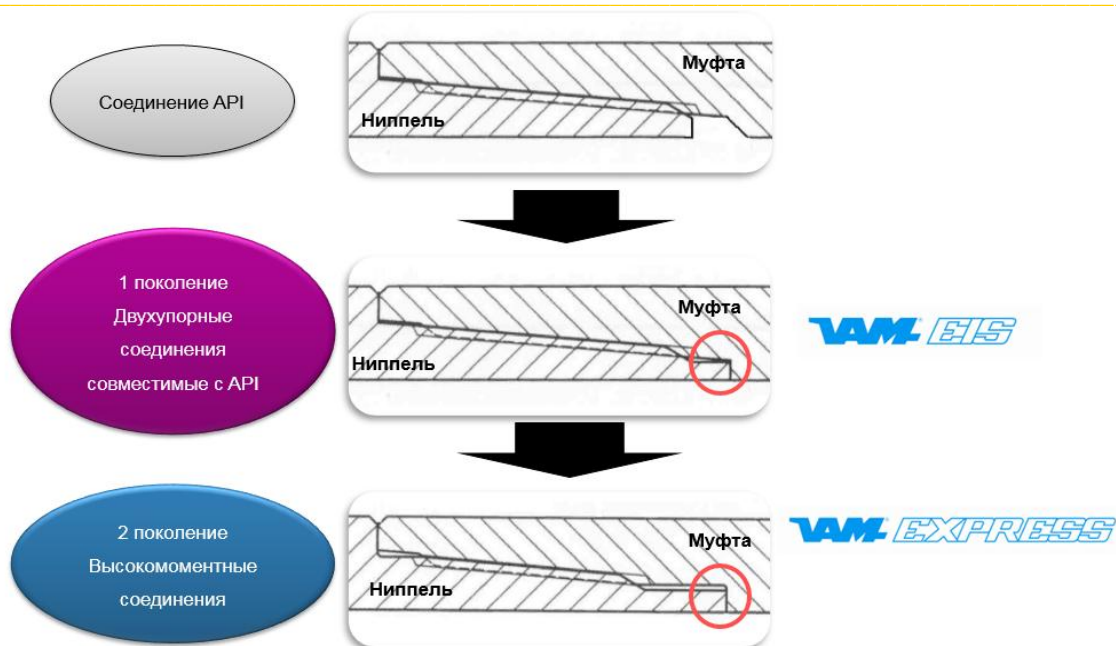 Соединение API
Муфта
Ниппель
1 поколение
Двухупорные
соединения
совместимые с API
Муфта
Ниппель
VAM EIS
2 поколение
Высокомоментные
соединения
Муфта
Ниппель
VAM EXPRESS